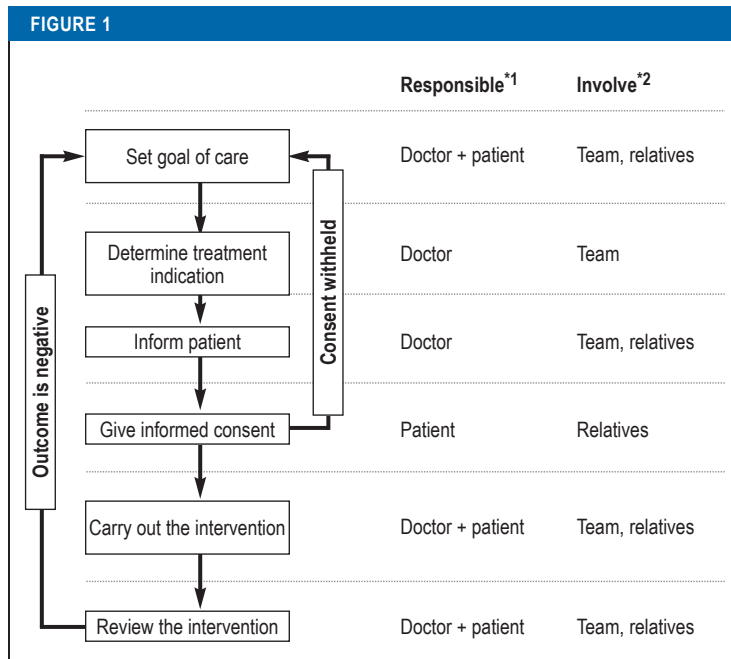 FIGURE 1
Responsible*1 Involve*2
Set goal of care Doctor + patient Team, relatives
Determine treatment
indication
Doctor Team
Inform patient Doctor Team, relatives
Give informed consent Patient Relatives
Carry out the intervention Doctor + patient Team, relatives
Review the intervention Doctor + patient Team, relatives
Outcome is negative
Consent withheld